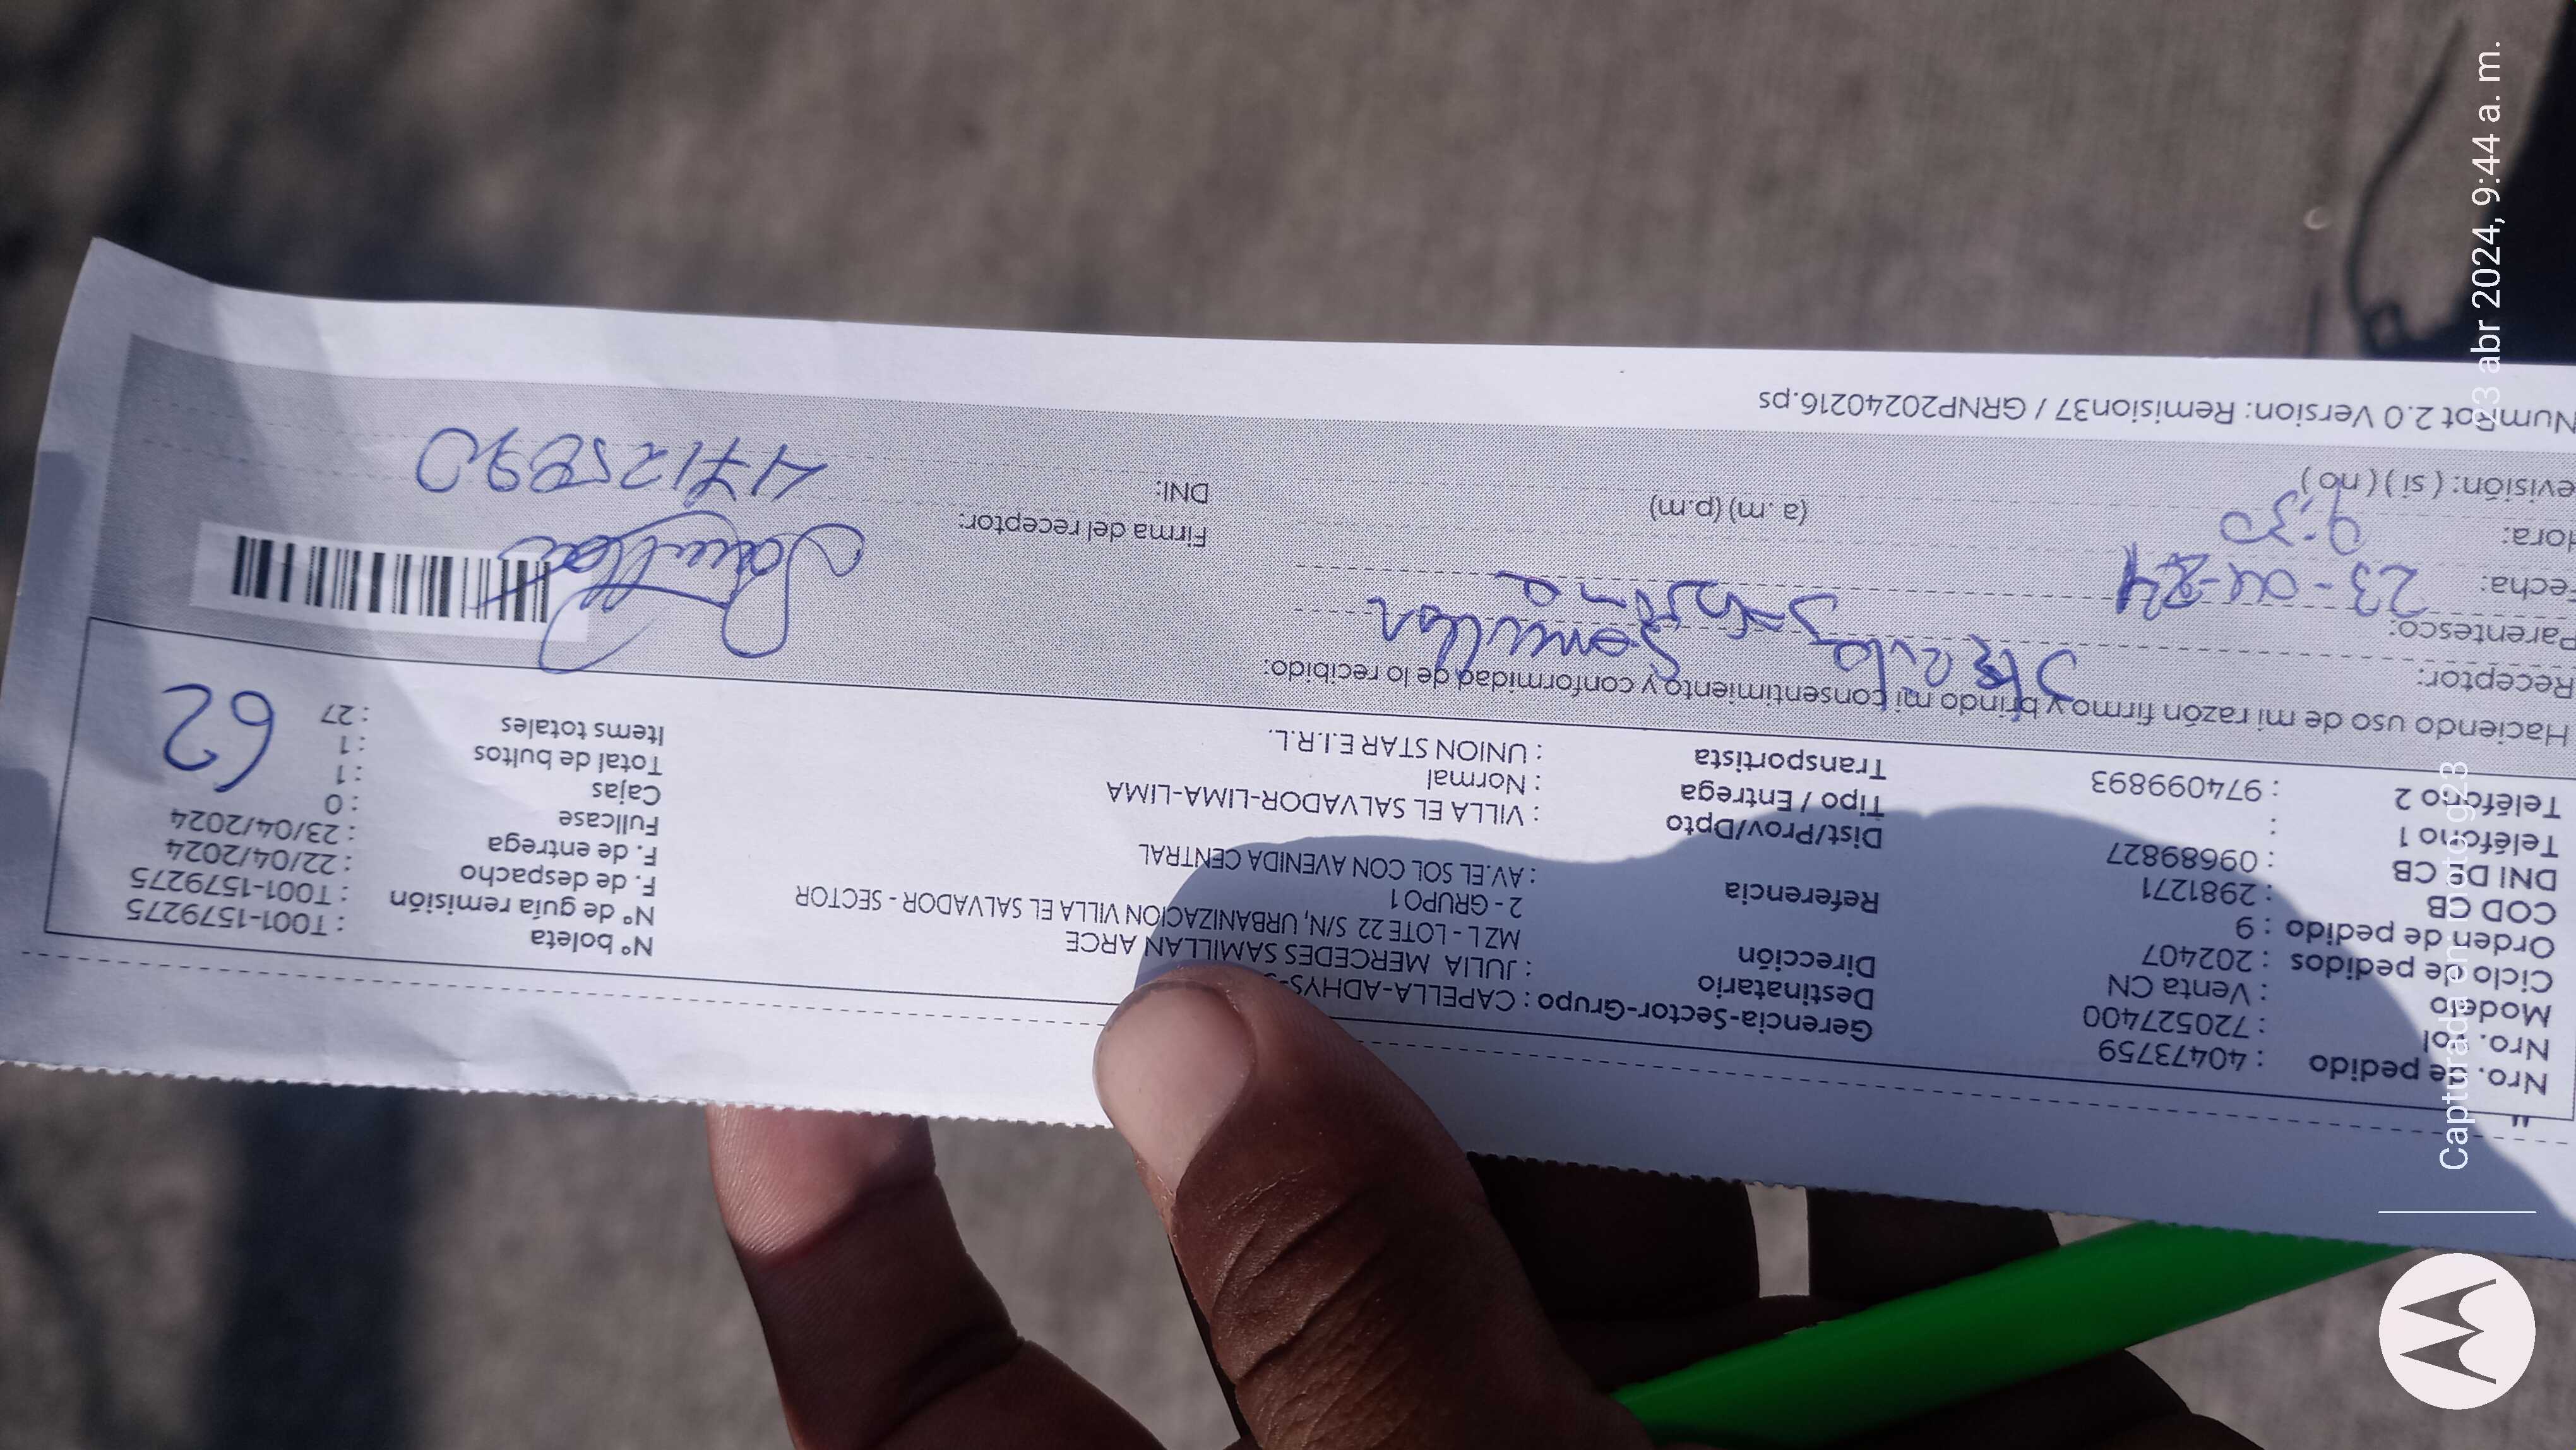 Nro. de pedido : 40473759
Nro. sol : 720527400
Modelo : Venta CN
Ciclo de pedidos : 202407
Orden de pedido : 9
COD CB : 2981271
DNI DE CB : 09689827
Teléfono 1 :
Teléfono 2 : 974099893
Gerencia-Sector-Grupo : CAPELLA-ADHYS-
Destinatario : JULIA MERCEDES SAMILLAN ARCE
Dirección MZ L - LOTE 22 S/N, URBANIZACION VILLA EL SALVADOR - SECTOR
2 - GRUPO 1
Referencia : AV.EL SOL CON AVENIDA CENTRAL
Dist/Prov/Dpto : VILLA EL SALVADOR-LIMA-LIMA
Tipo / Entrega : Normal
Transportista : UNION STAR E.I.R.L.
Nº boleta : T001-1579275
Nº de guía remisión : T001-1579275
F. de despacho : 22/04/2024
F. de entrega : 23/04/2024
Fullcase : 0
Cajas : 1
Total de bultos : 1
Items totales : 27
62
Haciendo uso de mi razón firmo y brindo mi consentimiento y conformidad de lo recibido:
Receptor: Samillan
Parentesco:
Fecha: 23-04-24
Hora: 9:30 (a.m) (p.m)
evisión: ( si ) ( no )
Firma del receptor:
DNI: 47125890
NumRot 2.0 Version: Remision37 / GRNP20240216.ps
23 abr 2024, 9:44 a. m.
Capturada en moto g23